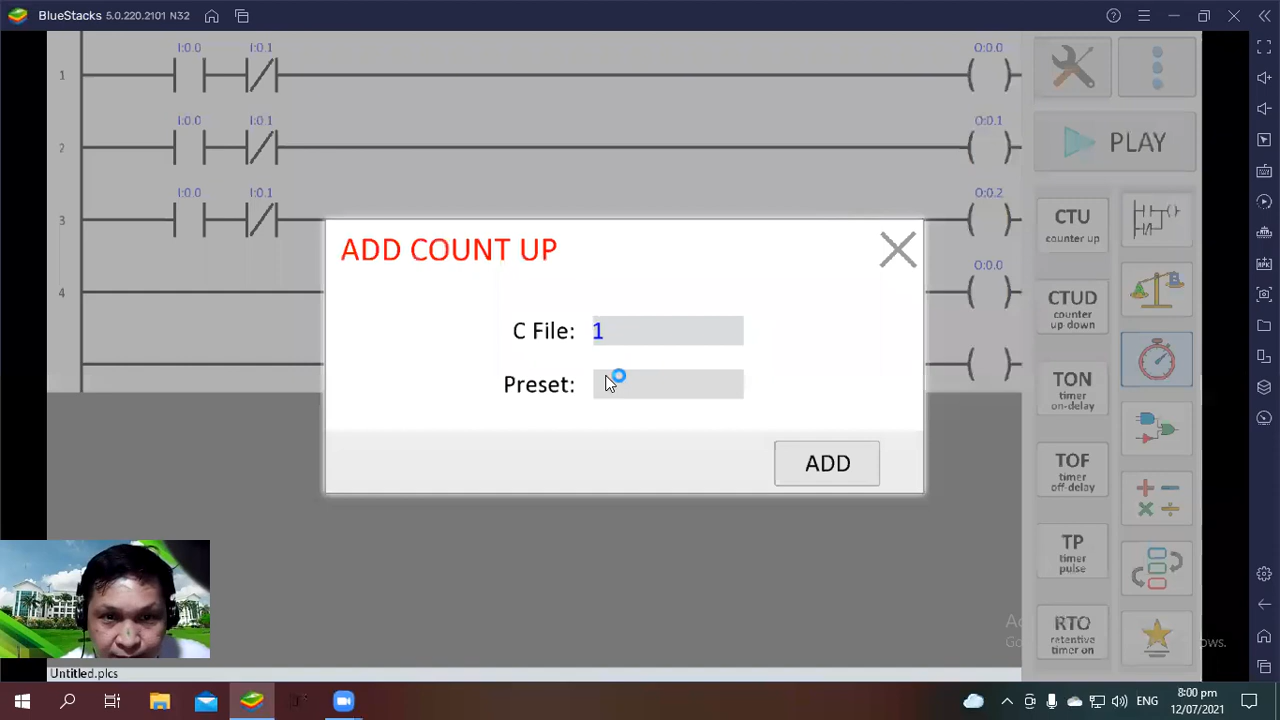 BlueStacks 5.0.220.2101 N32
I:0.0 I:0.1 O:0.0
1
I:0.0 I:0.1 O:0.1
2
I:0.0 I:0.1 O:0.2
3
O:0.0
4
PLAY
CTU
counter up
CTUD
counter
up down
TON
timer
on-delay
TOF
timer
off-delay
TP
timer
pulse
RTO
retentive
timer on
ADD COUNT UP
C File: 1
Preset:
ADD
Untitled.plcs
ENG
8:00 pm
12/07/2021